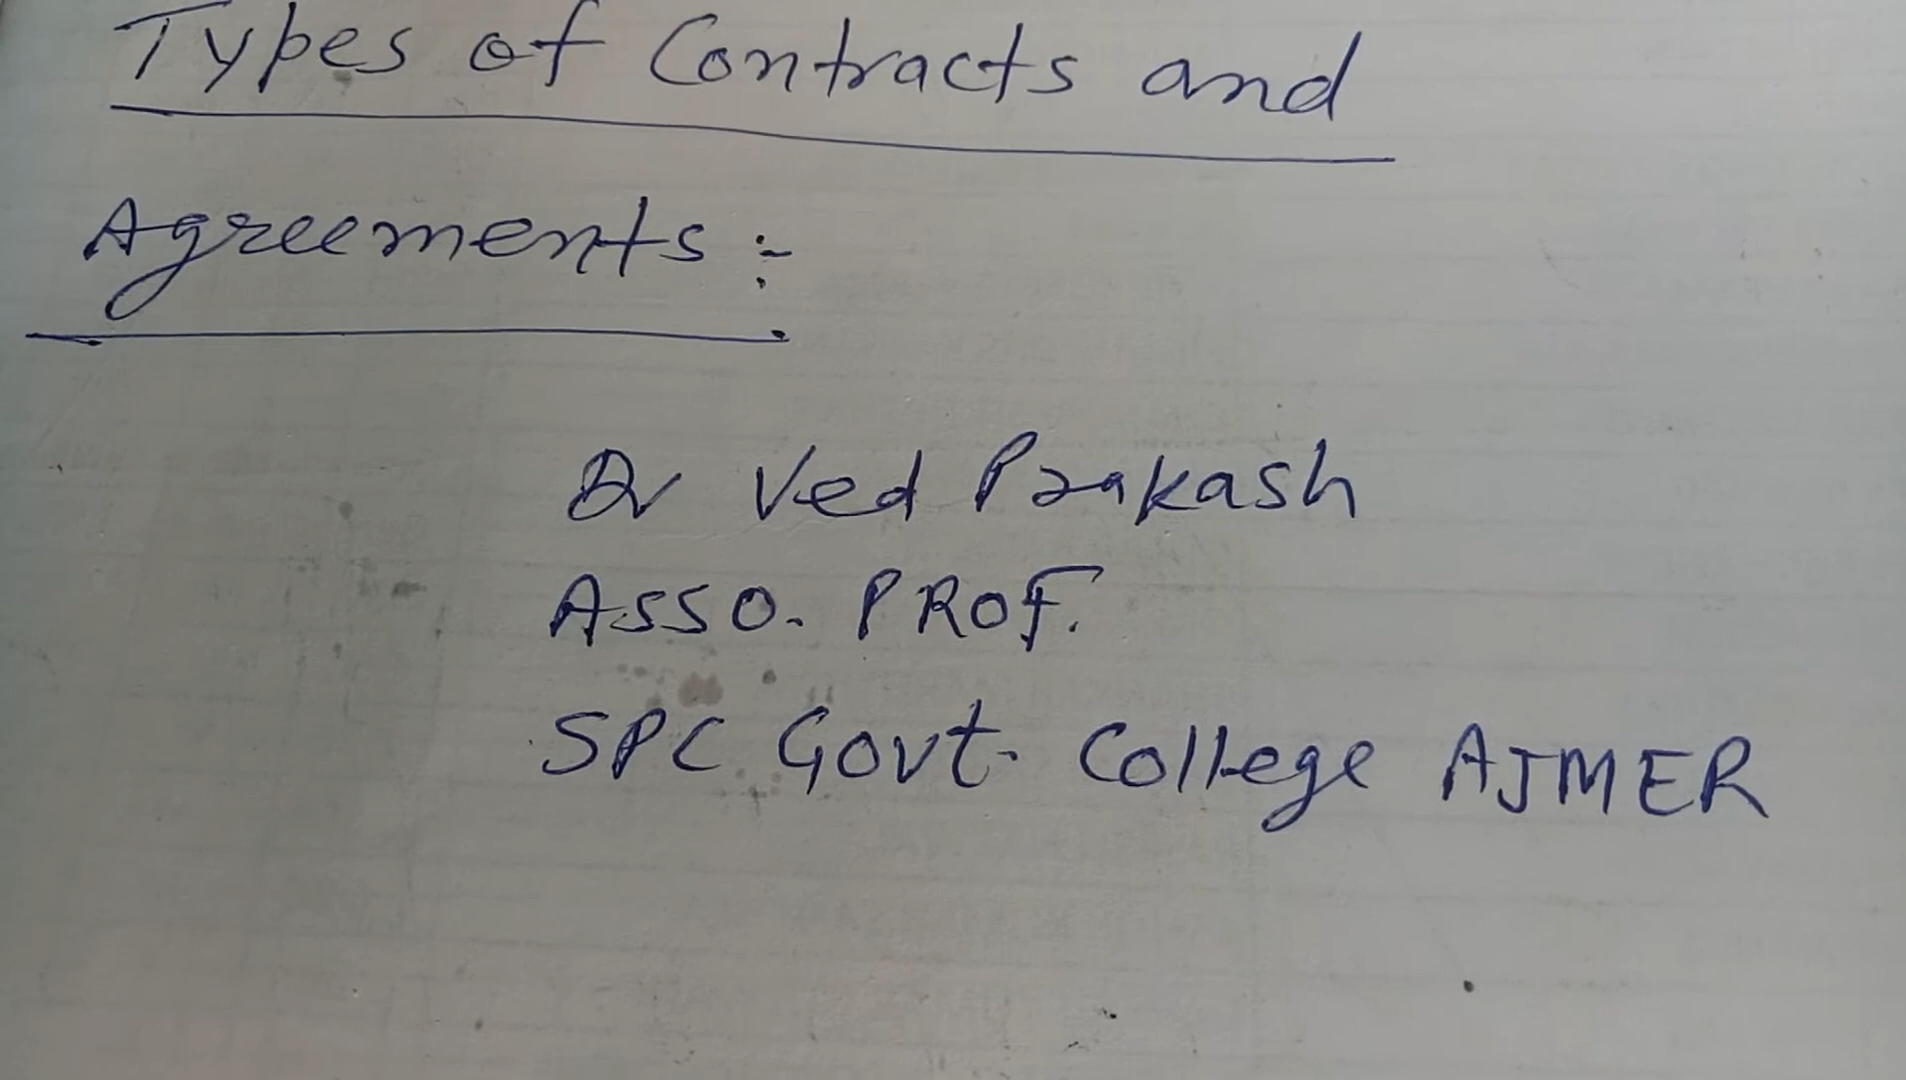 Types of Contracts and
Agreements :-
Dr Ved Prakash
Asso. PROF.
SPC Govt. College AJMER